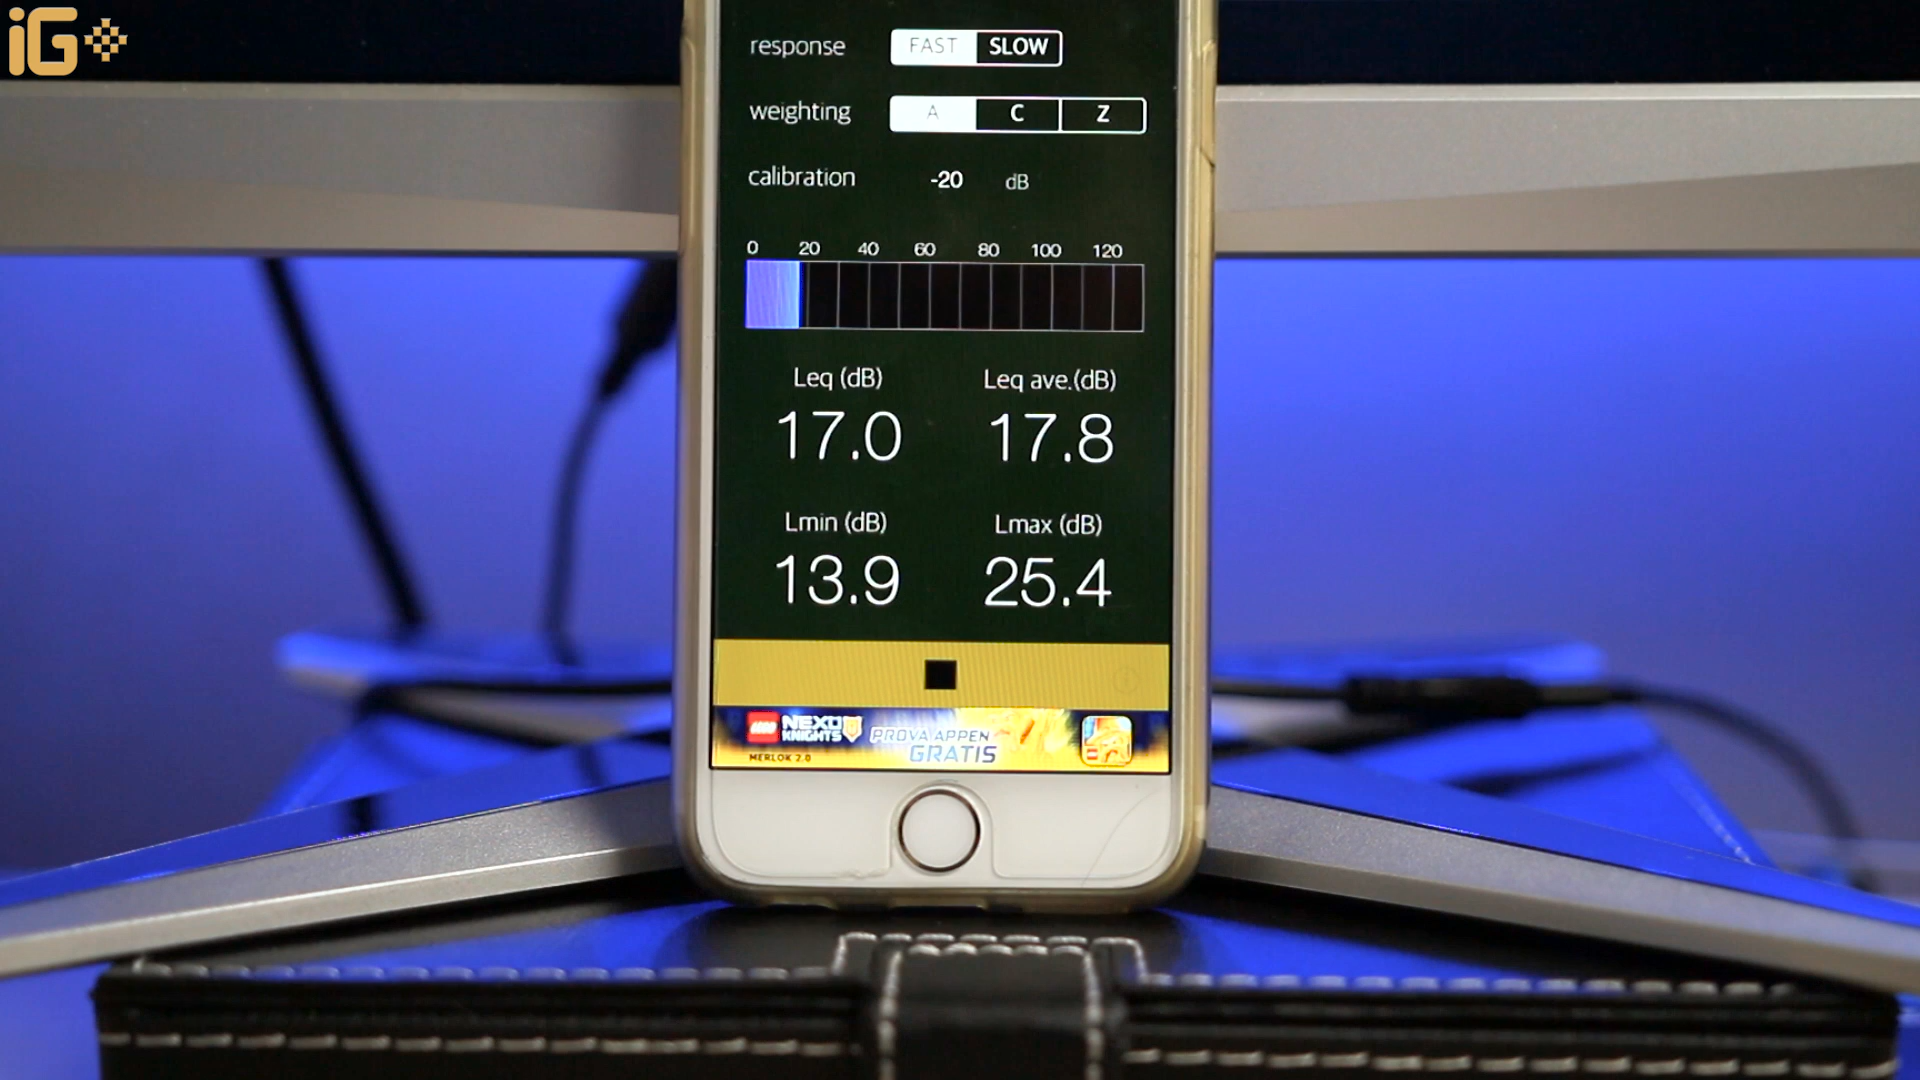 iG+
response FAST SLOW
weighting A C Z
calibration -20 dB
0 20 40 60 80 100 120
Leq (dB) Leq ave.(dB)
17.0 17.8
Lmin (dB) Lmax (dB)
13.9 25.4
LEGO NEXO KNIGHTS
MERLOK 2.0
PROVA APPEN
GRATIS